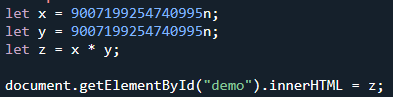 let x = 9007199254740995n;
let y = 9007199254740995n;
let z = x * y;
document.getElementById("demo").innerHTML = z;